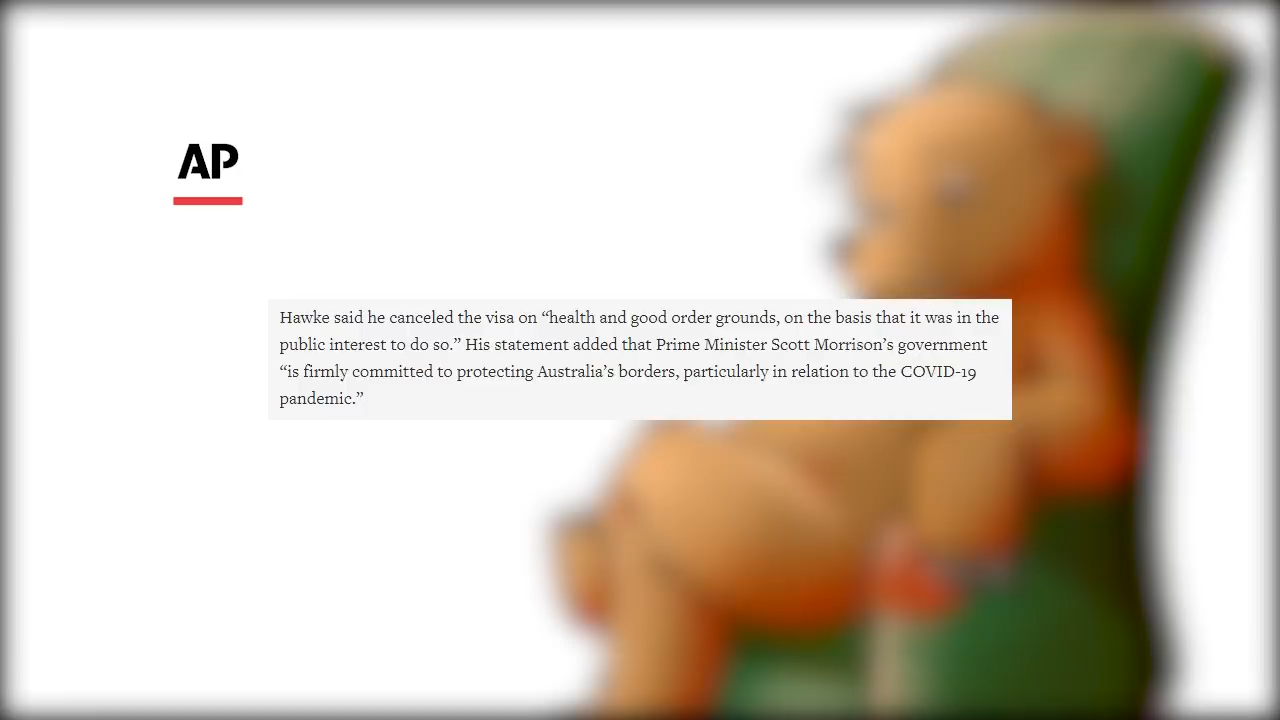 AP
Hawke said he canceled the visa on “health and good order grounds, on the basis that it was in the
public interest to do so.” His statement added that Prime Minister Scott Morrison’s government
“is firmly committed to protecting Australia’s borders, particularly in relation to the COVID-19
pandemic.”